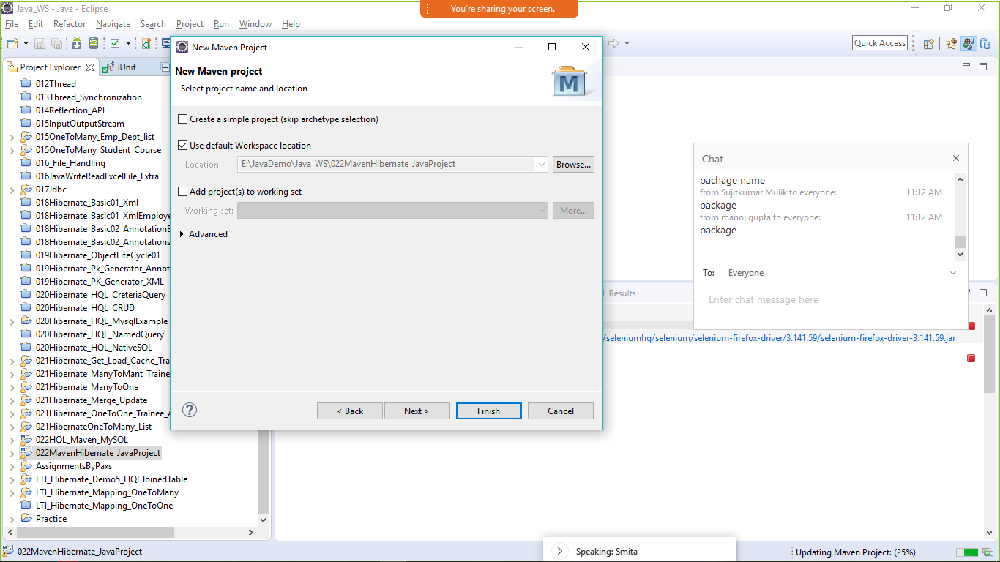 Java_WS - Java - Eclipse
You're sharing your screen.
File Edit Refactor Navigate Search Project Run Window Help
Quick Access
Project Explorer
JUnit
012Thread
013Thread_Synchronization
014Reflection_API
015InputOutputStream
015OneToMany_Emp_Dept_list
015OneToMany_Student_Course
016_File_Handling
016JavaWriteReadExcelFile_Extra
017Jdbc
018Hibernate_Basic01_Xml
018Hibernate_Basic01_XmlEmploye
018Hibernate_Basic02_AnnotationE
018Hibernate_Basic02_Annotations
019Hibernate_ObjectLifeCycle01
019Hibernate_Pk_Generator_Annot
019Hibernate_PK_Generator_XML
020Hibernate_HQL_CreteriaQuery
020Hibernate_HQL_CRUD
020Hibernate_HQL_MysqlExample
020Hibernate_HQL_NamedQuery
020Hibernate_HQL_NativeSQL
021Hibernate_Get_Load_Cache_Tra
021Hibernate_ManyToMant_Traine
021Hibernate_ManyToOne
021Hibernate_Merge_Update
021Hibernate_OneToOne_Trainee_A
021HibernateOneToMany_List
022HQL_Maven_MySQL
022MavenHibernate_JavaProject
AssignmentsByPaxs
LTI_Hibernate_Demo5_HQLJoinedTable
LTI_Hibernate_Mapping_OneToMany
LTI_Hibernate_Mapping_OneToOne
Practice
New Maven Project
New Maven project
Select project name and location
M
Create a simple project (skip archetype selection)
Use default Workspace location
Location: E:\JavaDemo\Java_WS\022MavenHibernate_JavaProject Browse...
Add project(s) to working set
Working set: More...
Advanced
? < Back Next > Finish Cancel
Chat
package name
from Sujitkumar Mulik to everyone: 11:12 AM
package
from manoj gupta to everyone: 11:12 AM
package
To: Everyone
Enter chat message here
L Results
/seleniumhq/selenium/selenium-firefox-driver/3.141.59/selenium-firefox-driver-3.141.59.jar
022MavenHibernate_JavaProject
Speaking: Smita
Updating Maven Project: (25%)